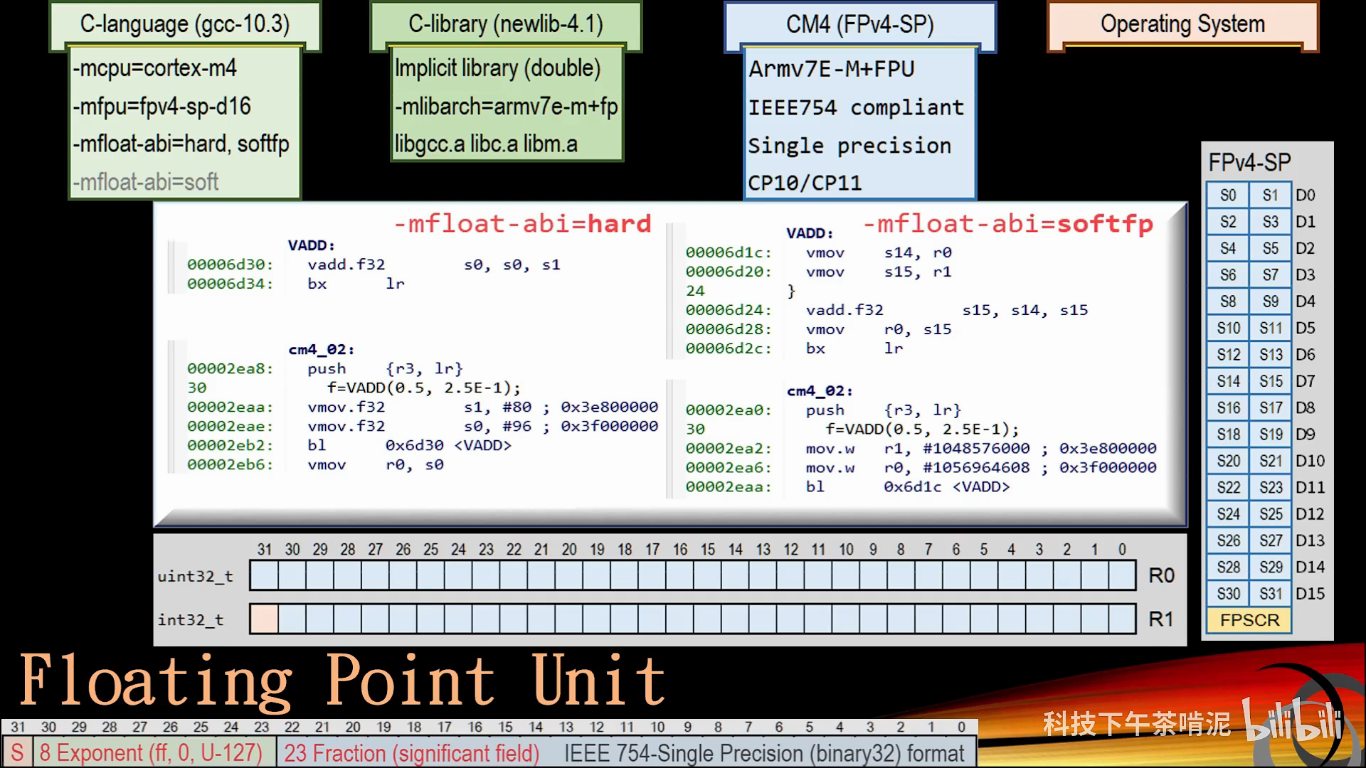 C-language (gcc-10.3)
-mcpu=cortex-m4
-mfpu=fpv4-sp-d16
-mfloat-abi=hard, softfp
-mfloat-abi=soft
C-library (newlib-4.1)
Implicit library (double)
-mlibarch=armv7e-m+fp
libgcc.a libc.a libm.a
CM4 (FPv4-SP)
Armv7E-M+FPU
IEEE754 compliant
Single precision
CP10/CP11
Operating System
-mfloat-abi=hard
VADD:
00006d30: vadd.f32 s0, s0, s1
00006d34: bx lr
cm4_02:
00002ea8: push {r3, lr}
30 f=VADD(0.5, 2.5E-1);
00002eaa: vmov.f32 s1, #80 ; 0x3e800000
00002eae: vmov.f32 s0, #96 ; 0x3f000000
00002eb2: bl 0x6d30 <VADD>
00002eb6: vmov r0, s0
-mfloat-abi=softfp
VADD:
00006d1c: vmov s14, r0
00006d20: vmov s15, r1
24 }
00006d24: vadd.f32 s15, s14, s15
00006d28: vmov r0, s15
00006d2c: bx lr
cm4_02:
00002ea0: push {r3, lr}
30 f=VADD(0.5, 2.5E-1);
00002ea2: mov.w r1, #1048576000 ; 0x3e800000
00002ea6: mov.w r0, #1056964608 ; 0x3f000000
00002eaa: bl 0x6d1c <VADD>
FPv4-SP
S0 S1 D0
S2 S3 D1
S4 S5 D2
S6 S7 D3
S8 S9 D4
S10 S11 D5
S12 S13 D6
S14 S15 D7
S16 S17 D8
S18 S19 D9
S20 S21 D10
S22 S23 D11
S24 S25 D12
S26 S27 D13
S28 S29 D14
S30 S31 D15
FPSCR
31 30 29 28 27 26 25 24 23 22 21 20 19 18 17 16 15 14 13 12 11 10 9 8 7 6 5 4 3 2 1 0
uint32_t R0
int32_t R1
Floating Point Unit
31 30 29 28 27 26 25 24 23 22 21 20 19 18 17 16 15 14 13 12 11 10 9 8 7 6 5 4 3 2 1 0
S 8 Exponent (ff, 0, U-127) 23 Fraction (significant field) IEEE 754-Single Precision (binary32) format
科技下午茶啃泥 bilibili